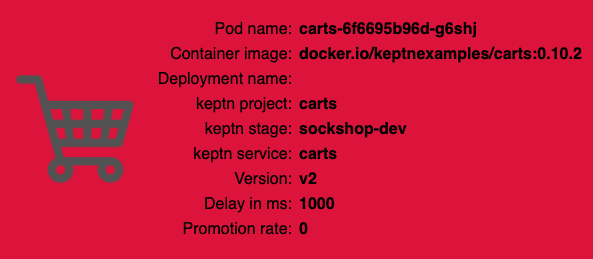 Pod name: carts-6f6695b96d-g6shj
Container image: docker.io/keptnexamples/carts:0.10.2
Deployment name:
keptn project: carts
keptn stage: sockshop-dev
keptn service: carts
Version: v2
Delay in ms: 1000
Promotion rate: 0